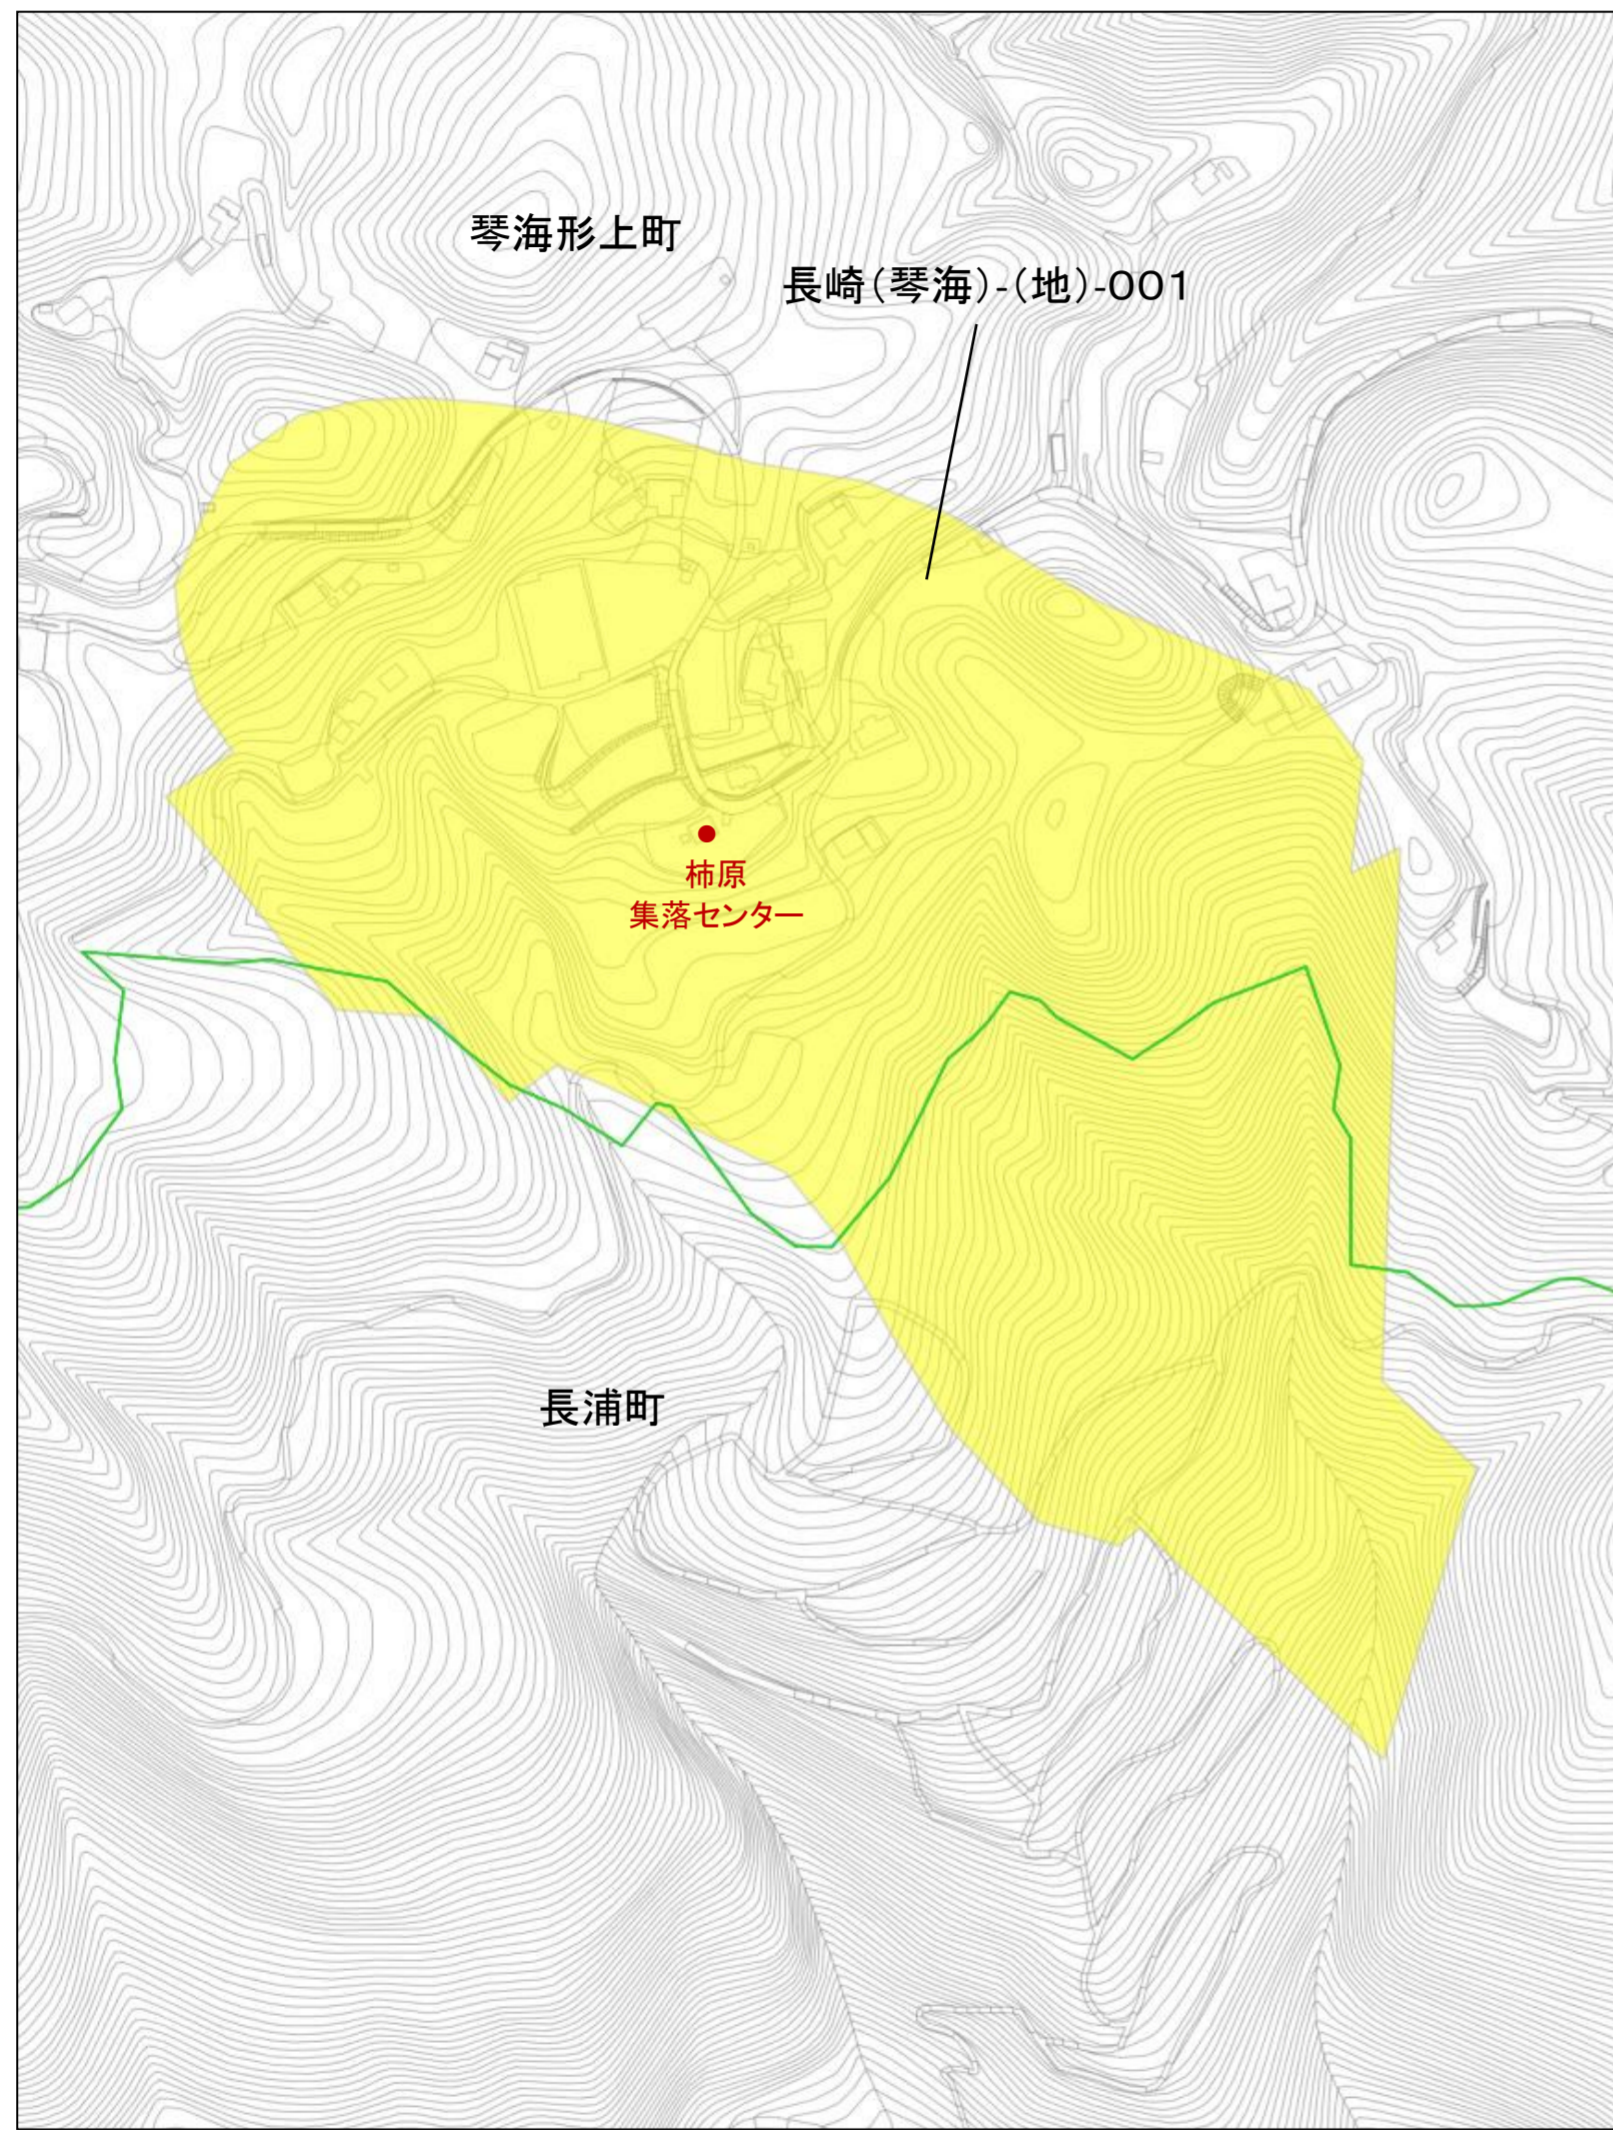 琴海形上町
長崎（琴海）-（地）-００１
柿原
集落センター
長浦町